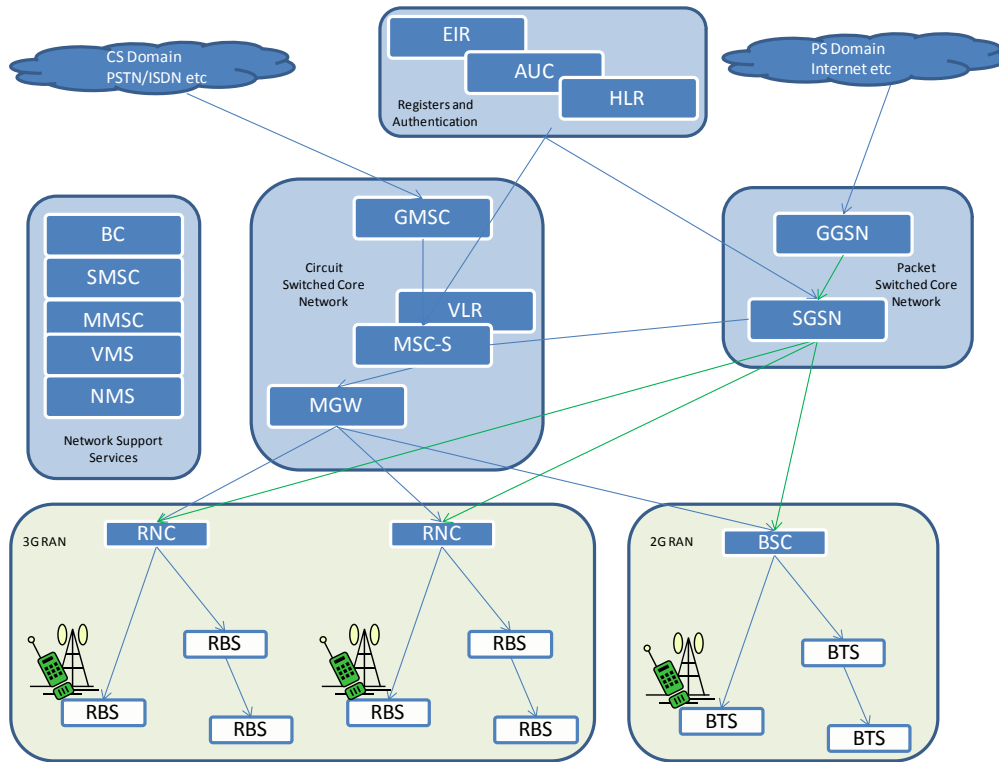 CS Domain
PSTN/ISDN etc
EIR
AUC
HLR
Registers and
Authentication
PS Domain
Internet etc
BC
SMSC
MMSC
VMS
NMS
Network Support
Services
GMSC
Circuit
Switched Core
Network
VLR
MSC-S
MGW
GGSN
Packet
Switched Core
Network
SGSN
3G RAN
RNC
RNC
RBS
RBS
RBS
RBS
RBS
RBS
2G RAN
BSC
BTS
BTS
BTS